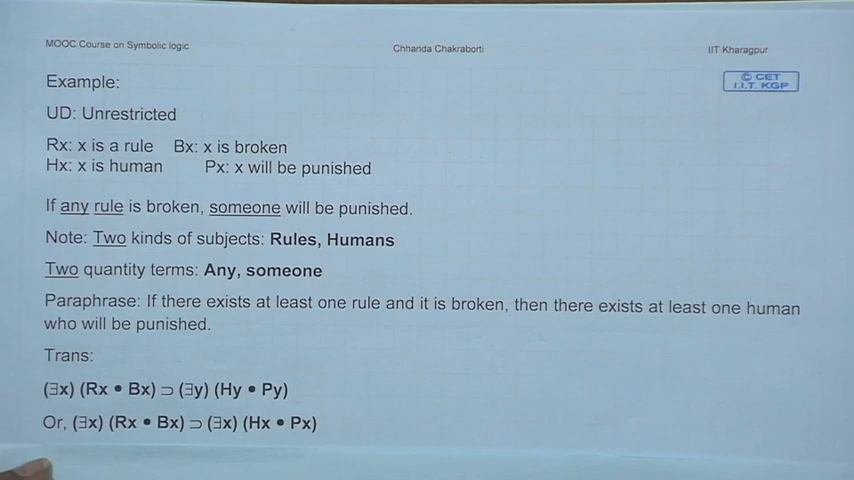 MOOC Course on Symbolic logic Chhanda Chakraborti IIT Kharagpur
© CET
I.I.T. KGP
Example:
UD: Unrestricted
Rx: x is a rule Bx: x is broken
Hx: x is human Px: x will be punished
If any rule is broken, someone will be punished.
Note: Two kinds of subjects: Rules, Humans
Two quantity terms: Any, someone
Paraphrase: If there exists at least one rule and it is broken, then there exists at least one human
who will be punished.
Trans:
(∃x) (Rx • Bx) ⊃ (∃y) (Hy • Py)
Or, (∃x) (Rx • Bx) ⊃ (∃x) (Hx • Px)